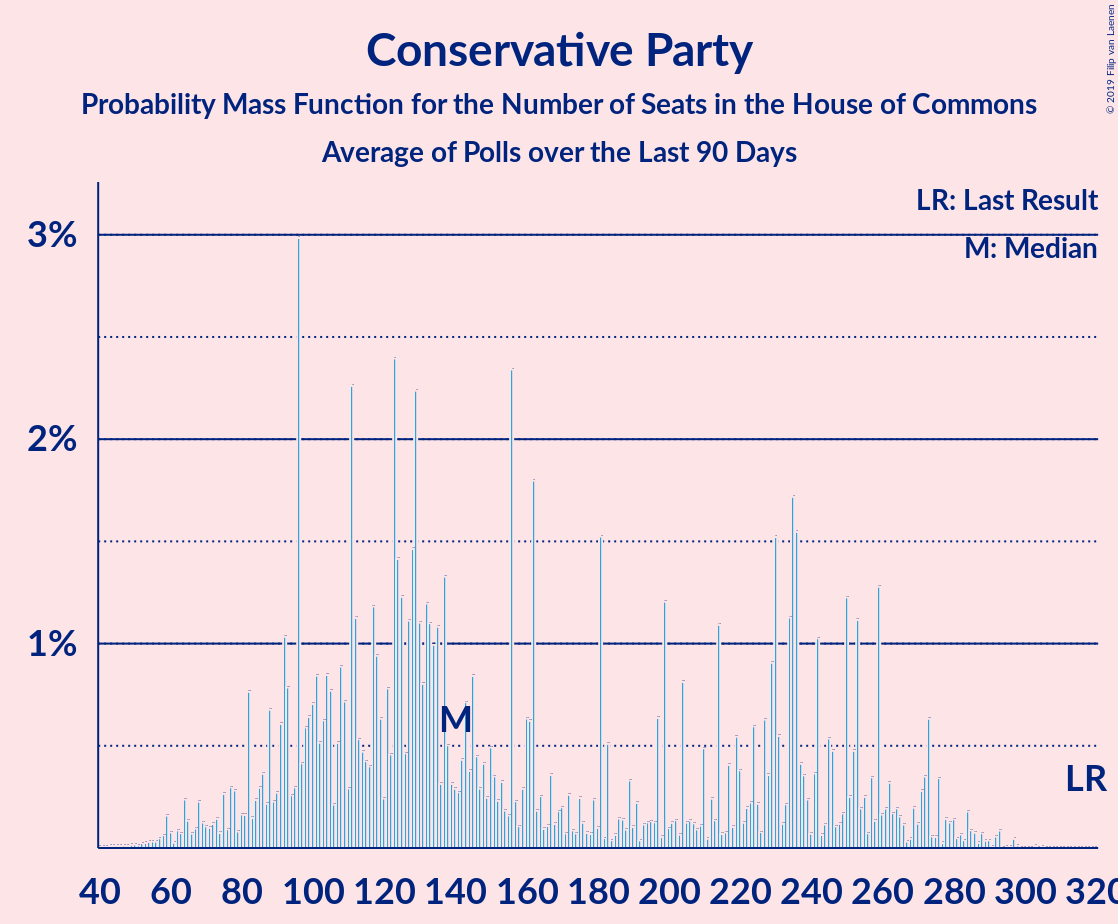 Conservative Party
Probability Mass Function for the Number of Seats in the House of Commons
Average of Polls over the Last 90 Days
© 2019 Filip van Laenen
LR: Last Result
M: Median
3%
2%
1%
M
LR
40 60 80 100 120 140 160 180 200 220 240 260 280 300 320